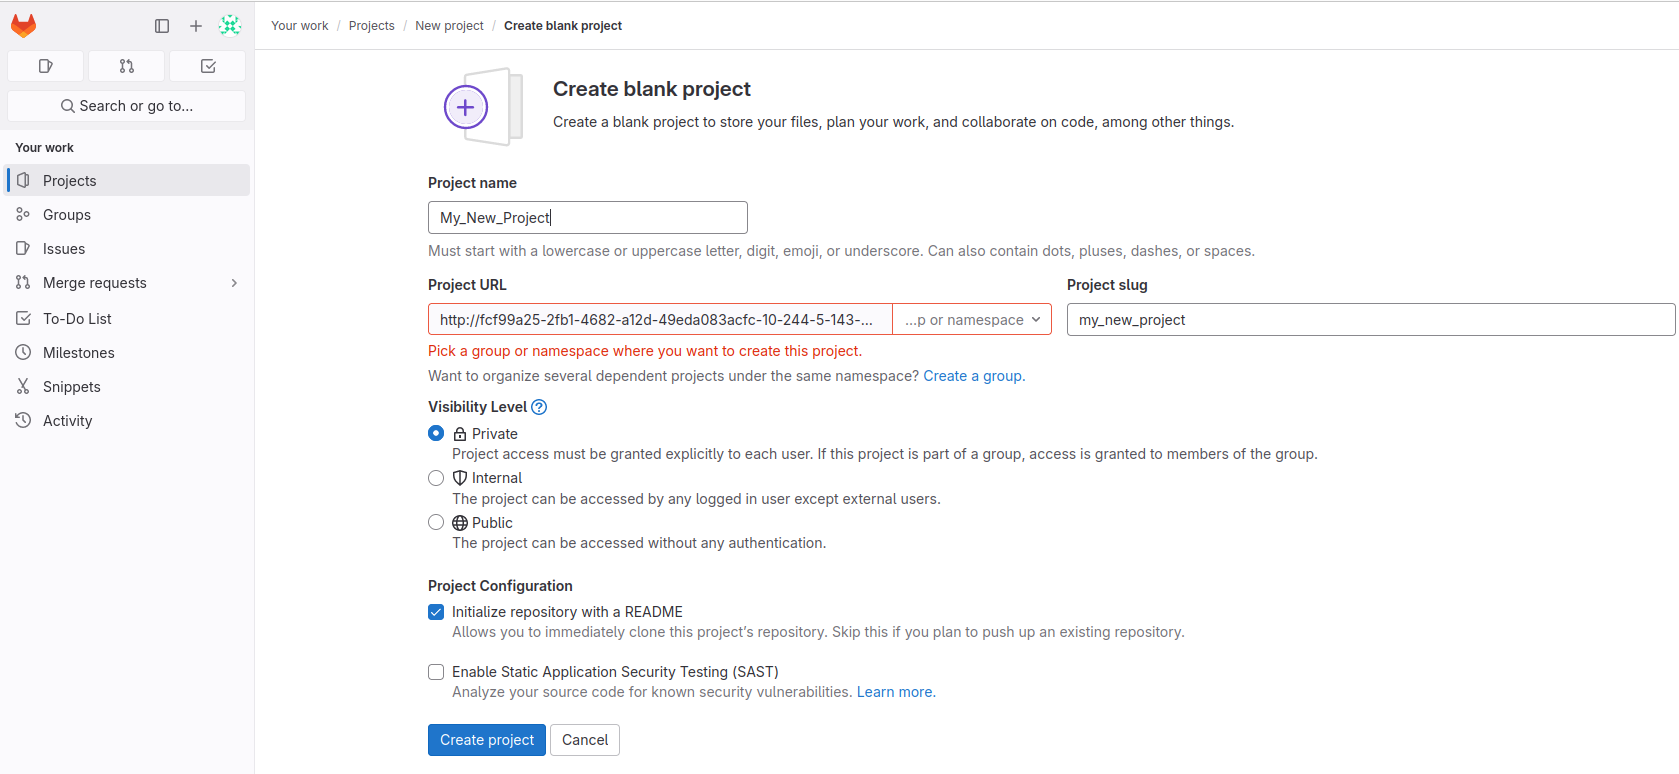 Your work / Projects / New project / Create blank project
Search or go to...
Your work
Projects
Groups
Issues
Merge requests
To-Do List
Milestones
Snippets
Activity
Create blank project
Create a blank project to store your files, plan your work, and collaborate on code, among other things.
Project name
My_New_Project
Must start with a lowercase or uppercase letter, digit, emoji, or underscore. Can also contain dots, pluses, dashes, or spaces.
Project URL
http://fcf99a25-2fb1-4682-a12d-49eda083acfc-10-244-5-143-...
...p or namespace
Project slug
my_new_project
Pick a group or namespace where you want to create this project.
Want to organize several dependent projects under the same namespace? Create a group.
Visibility Level
Private
Project access must be granted explicitly to each user. If this project is part of a group, access is granted to members of the group.
Internal
The project can be accessed by any logged in user except external users.
Public
The project can be accessed without any authentication.
Project Configuration
Initialize repository with a README
Allows you to immediately clone this project's repository. Skip this if you plan to push up an existing repository.
Enable Static Application Security Testing (SAST)
Analyze your source code for known security vulnerabilities. Learn more.
Create project
Cancel